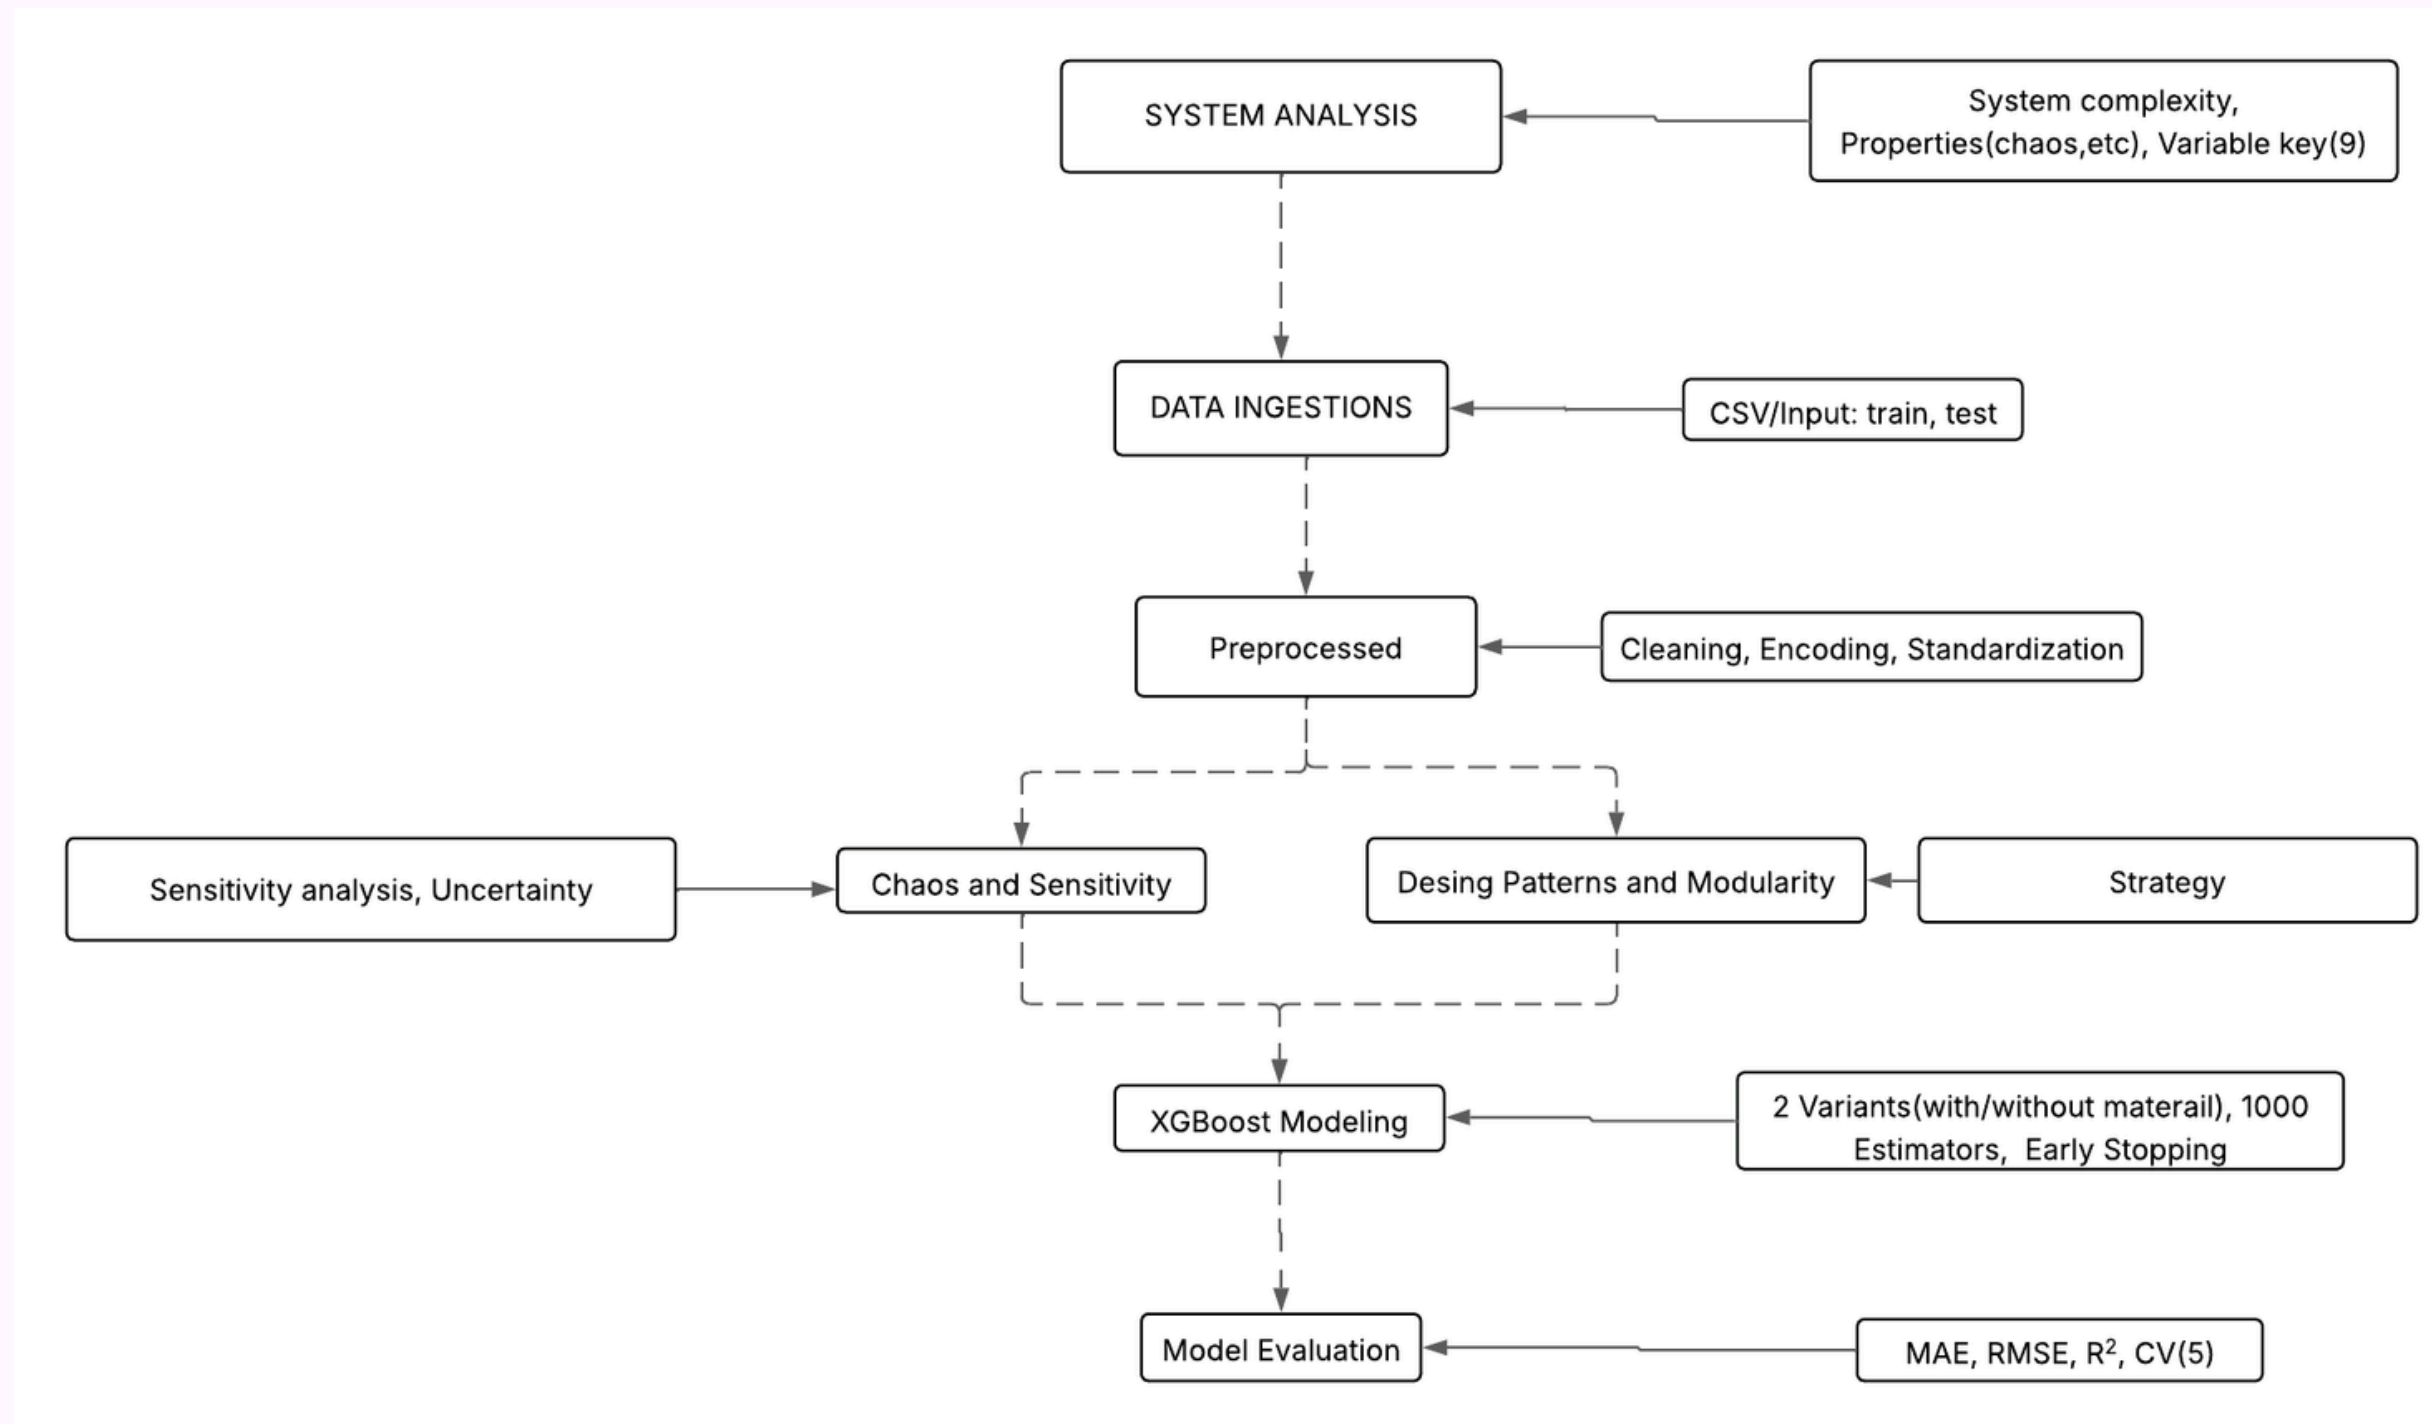 SYSTEM ANALYSIS
System complexity,
Properties(chaos,etc), Variable key(9)
DATA INGESTIONS
CSV/Input: train, test
Preprocessed
Cleaning, Encoding, Standardization
Sensitivity analysis, Uncertainty
Chaos and Sensitivity
Desing Patterns and Modularity
Strategy
XGBoost Modeling
2 Variants(with/without materail), 1000
Estimators, Early Stopping
Model Evaluation
MAE, RMSE, R², CV(5)